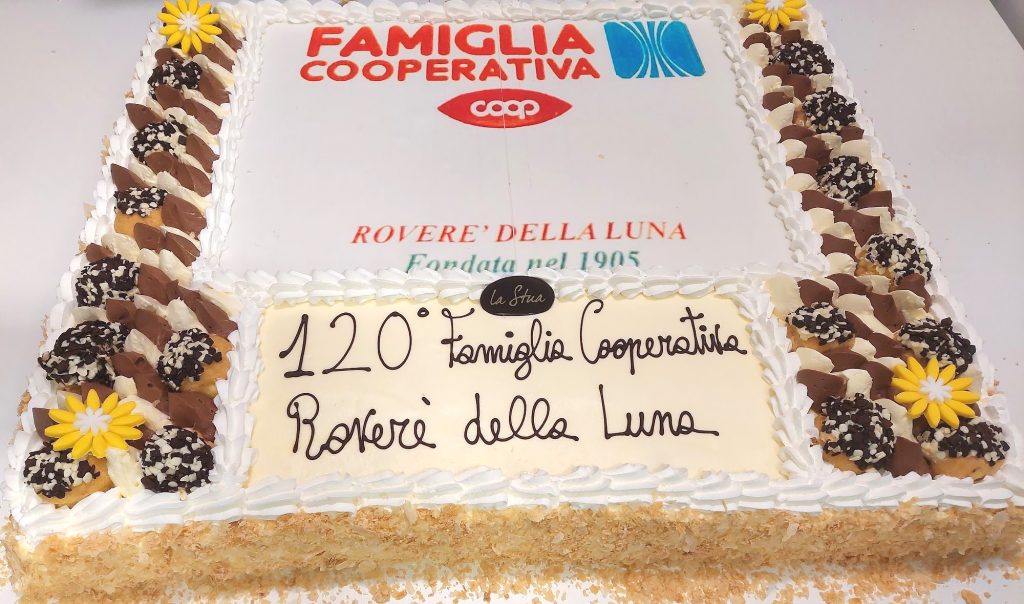 FAMIGLIA
COOPERATIVA
coop
ROVERE' DELLA LUNA
Fondata nel 1905
La Stua
120° Famiglia Cooperativa
Roverè della Luna